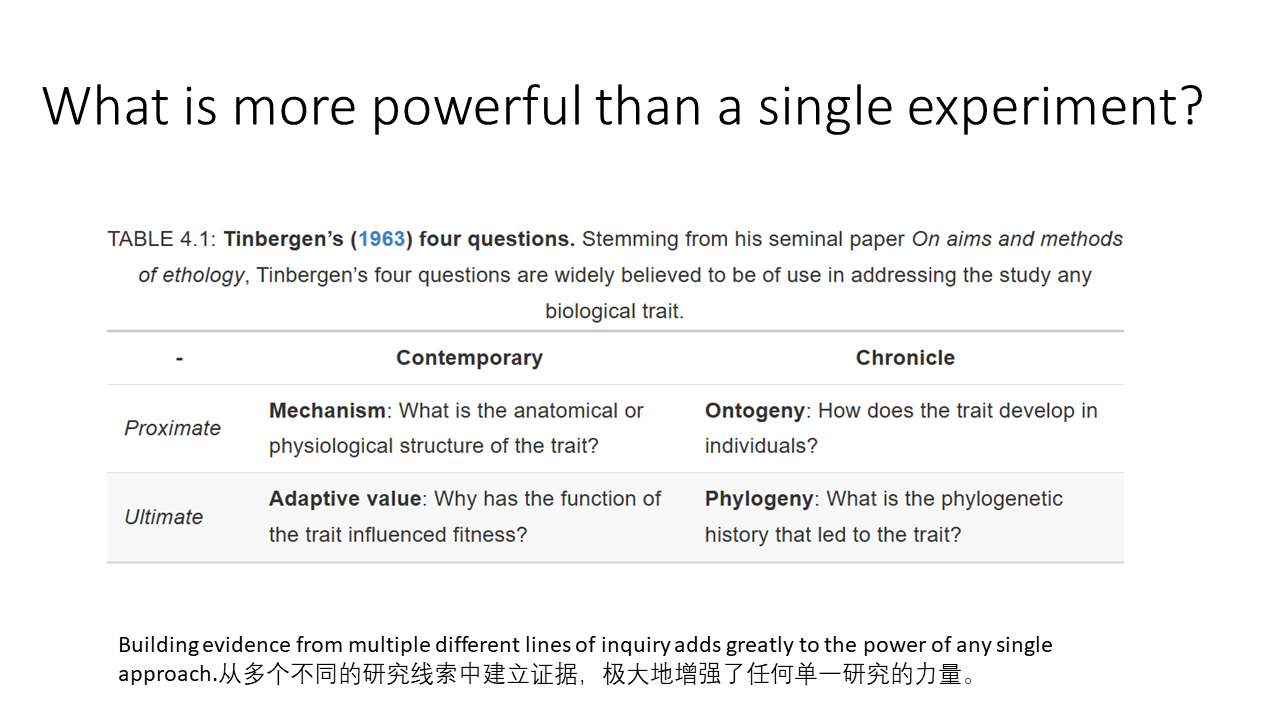 What is more powerful than a single experiment?
TABLE 4.1: Tinbergen’s (1963) four questions. Stemming from his seminal paper On aims and methods
of ethology, Tinbergen’s four questions are widely believed to be of use in addressing the study any
biological trait.
- Contemporary Chronicle
Proximate
Mechanism: What is the anatomical or
physiological structure of the trait?
Ontogeny: How does the trait develop in
individuals?
Ultimate
Adaptive value: Why has the function of
the trait influenced fitness?
Phylogeny: What is the phylogenetic
history that led to the trait?
Building evidence from multiple different lines of inquiry adds greatly to the power of any single
approach.从多个不同的研究线索中建立证据，极大地增强了任何单一研究的力量。